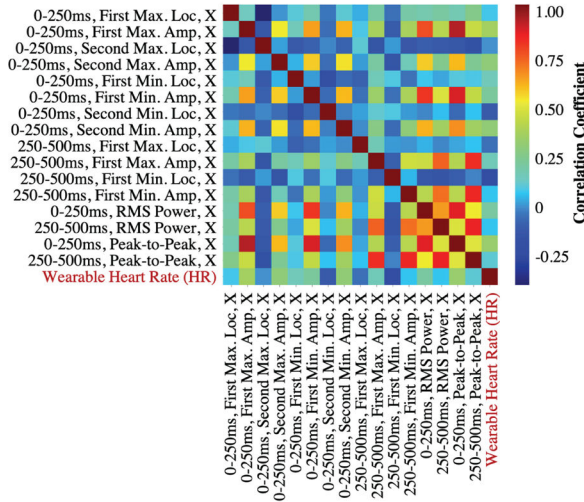 0-250ms, First Max. Loc, X
0-250ms, First Max. Amp, X
0-250ms, Second Max. Loc, X
0-250ms, Second Max. Amp, X
0-250ms, First Min. Loc, X
0-250ms, First Min. Amp, X
0-250ms, Second Min. Loc, X
0-250ms, Second Min. Amp, X
250-500ms, First Max. Loc, X
250-500ms, First Max. Amp, X
250-500ms, First Min. Loc, X
250-500ms, First Min. Amp, X
0-250ms, RMS Power, X
250-500ms, RMS Power, X
0-250ms, Peak-to-Peak, X
250-500ms, Peak-to-Peak, X
Wearable Heart Rate (HR)
0-250ms, First Max. Loc, X
0-250ms, First Max. Amp, X
0-250ms, Second Max. Loc, X
0-250ms, Second Max. Amp, X
0-250ms, First Min. Loc, X
0-250ms, First Min. Amp, X
0-250ms, Second Min. Loc, X
0-250ms, Second Min. Amp, X
250-500ms, First Max. Loc, X
250-500ms, First Max. Amp, X
250-500ms, First Min. Loc, X
250-500ms, First Min. Amp, X
0-250ms, RMS Power, X
250-500ms, RMS Power, X
0-250ms, Peak-to-Peak, X
250-500ms, Peak-to-Peak, X
Wearable Heart Rate (HR)
1.00
0.75
0.50
0.25
0
-0.25
Correlation Coefficient